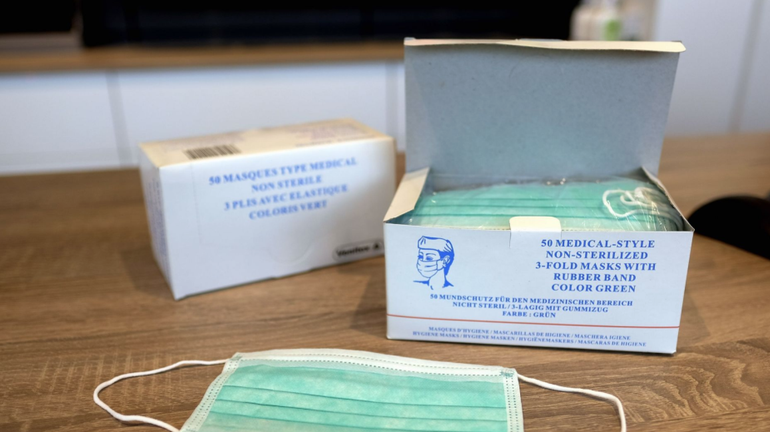 50 MASQUES TYPE MEDICAL
NON STERILE
3 PLIS AVEC ELASTIQUE
COLORIS VERT
50 MEDICAL-STYLE
NON-STERILIZED
3-FOLD MASKS WITH
RUBBER BAND
COLOR GREEN
50 MUNDSCHUTZ FÜR DEN MEDIZINISCHEN BEREICH
NICHT STERIL / 3-LAGIG MIT GUMMIZUG
FARBE : GRÜN
MASQUES D'HYGIENE / MASCARILLAS DE HIGIENE / MASCHERA IGIENE
HYGIENE MASKS / HYGIENE MASKEN / HYGIËNEMASKERS / MASCARAS DE HIGIENE